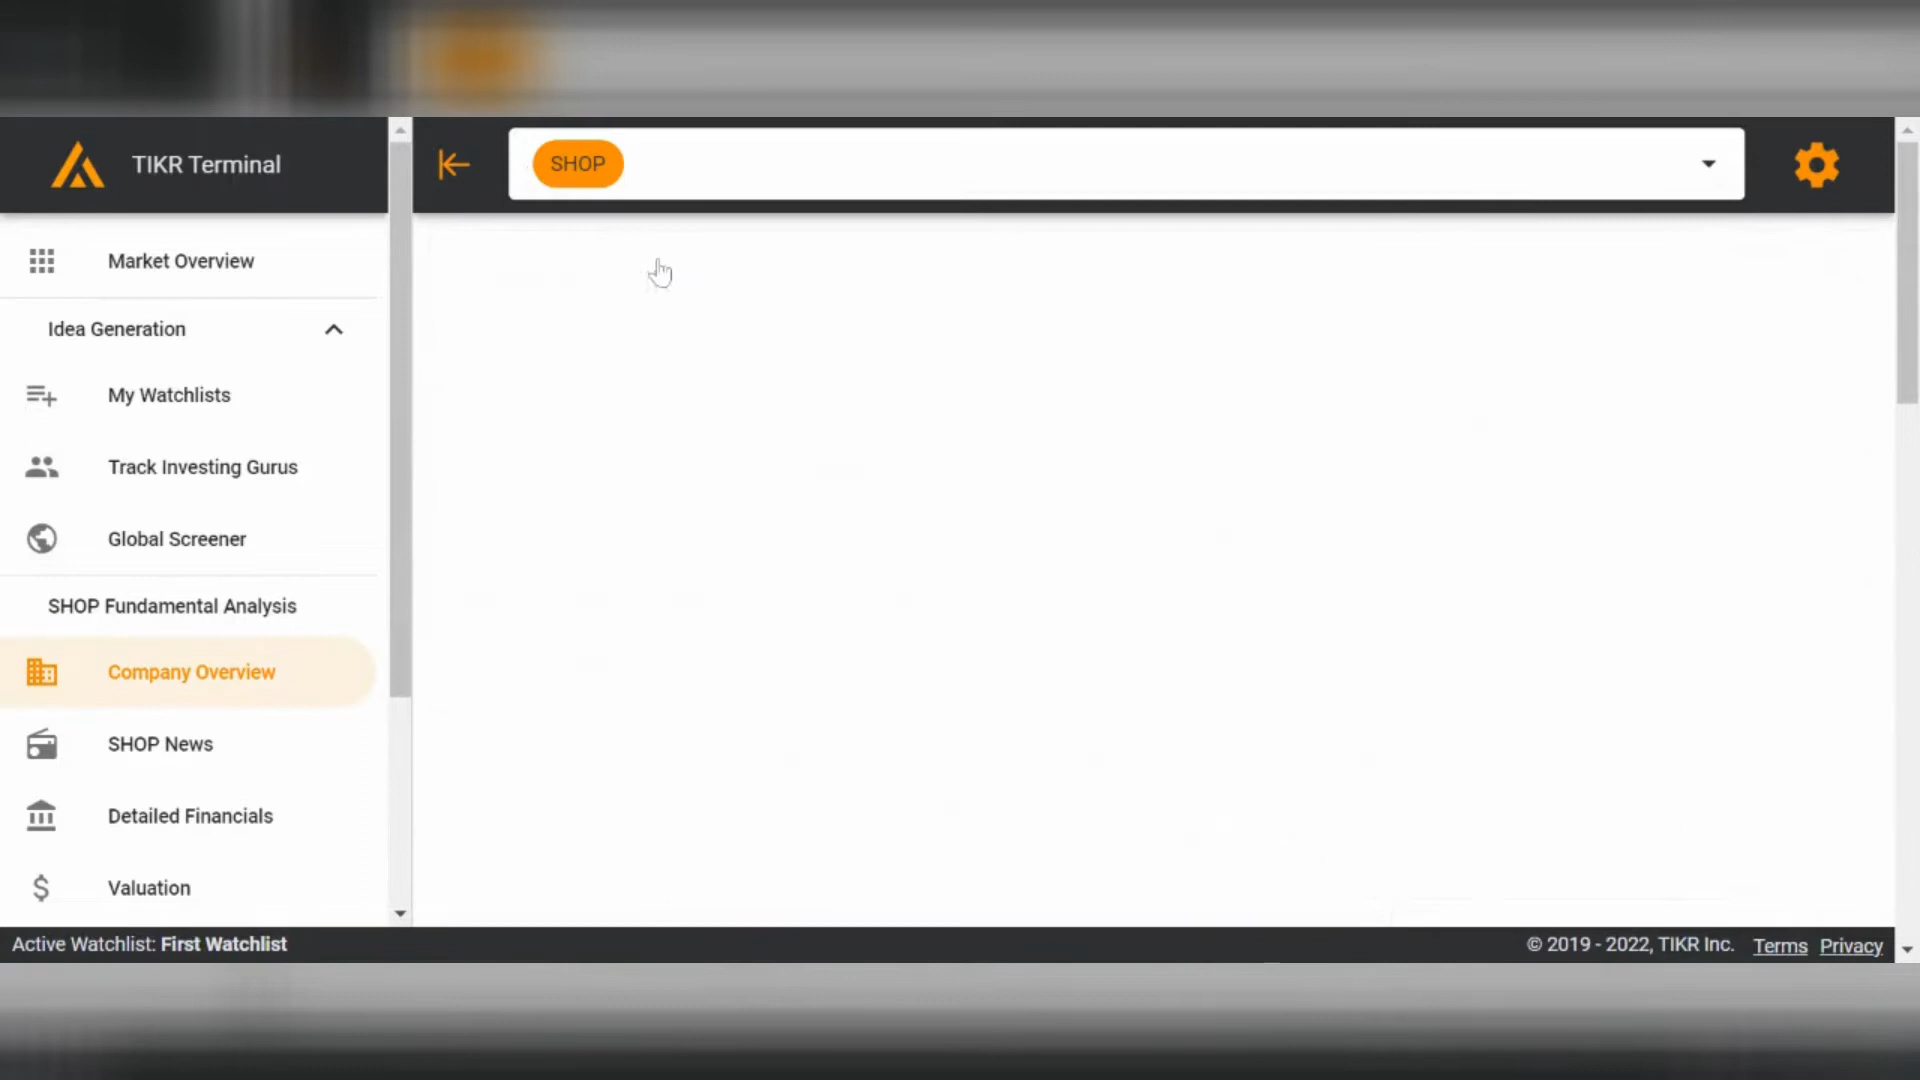 TIKR Terminal
SHOP
Market Overview
Idea Generation
My Watchlists
Track Investing Gurus
Global Screener
SHOP Fundamental Analysis
Company Overview
SHOP News
Detailed Financials
Valuation
Active Watchlist: First Watchlist
© 2019 - 2022, TIKR Inc. Terms Privacy